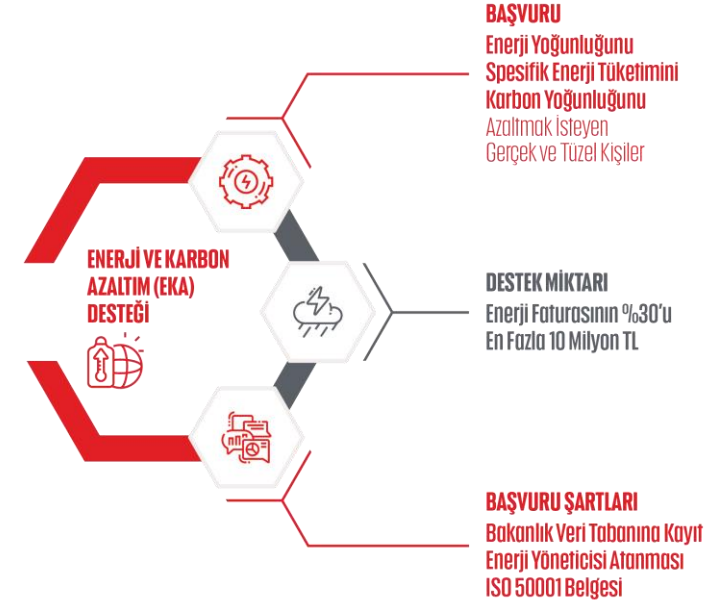 BAŞVURU
Enerji Yoğunluğunu
Spesifik Enerji Tüketimini
Karbon Yoğunluğunu
Azaltmak İsteyen
Gerçek ve Tüzel Kişiler
ENERJİ VE KARBON
AZALTIM (EKA)
DESTEĞİ
DESTEK MİKTARI
Enerji Faturasının %30'u
En Fazla 10 Milyon TL
BAŞVURU ŞARTLARI
Bakanlık Veri Tabanına Kayıt
Enerji Yöneticisi Atanması
ISO 50001 Belgesi